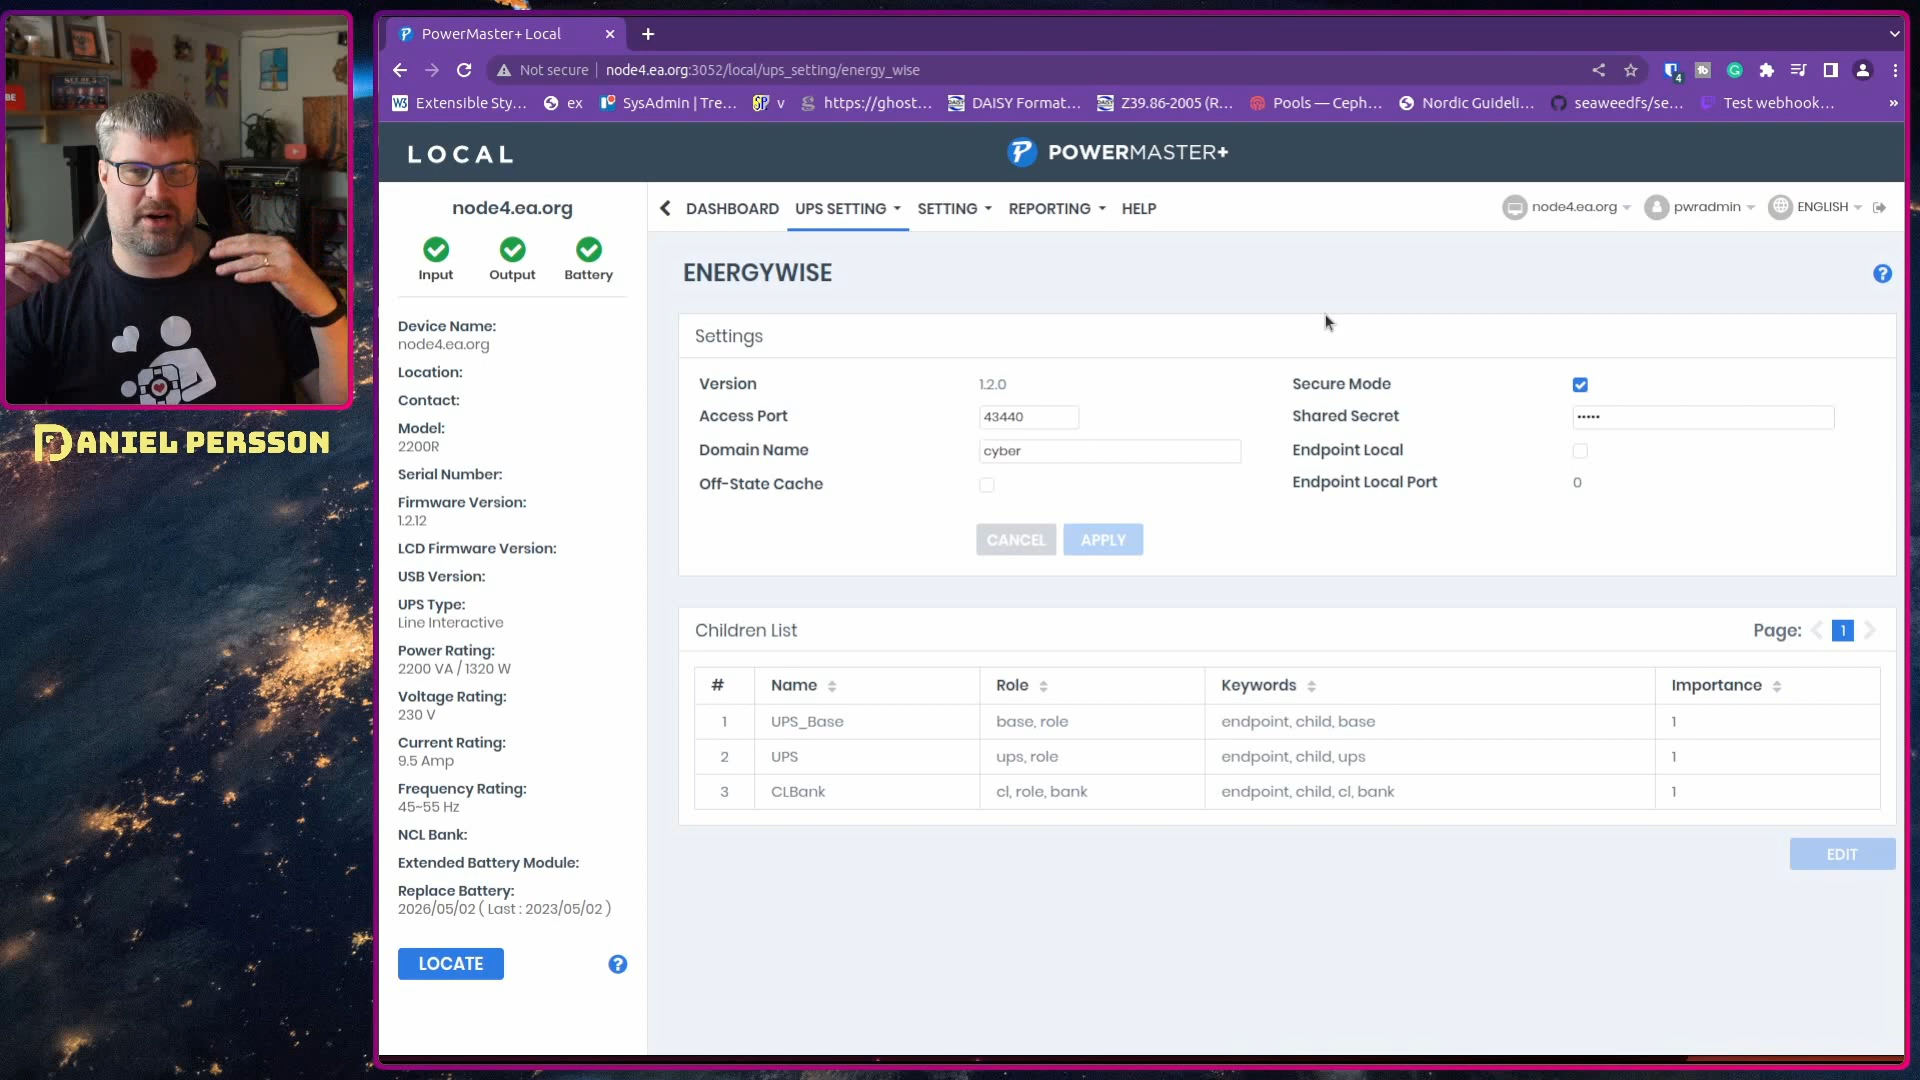 PowerMaster+ Local
Not secure
node4.ea.org:3052/local/ups_setting/energy_wise
4
Extensible Sty...
ex
SysAdmin | Tre...
v
https://ghost...
DAISY Format...
Z39.86-2005 (R...
Pools — Ceph...
Nordic Guideli...
seaweedfs/se...
Test webhook...
»
LOCAL
POWERMASTER+
node4.ea.org
Input
Output
Battery
Device Name:
node4.ea.org
Location:
Contact:
Model:
2200R
Serial Number:
Firmware Version:
1.2.12
LCD Firmware Version:
USB Version:
UPS Type:
Line Interactive
Power Rating:
2200 VA / 1320 W
Voltage Rating:
230 V
Current Rating:
9.5 Amp
Frequency Rating:
45~55 Hz
NCL Bank:
Extended Battery Module:
Replace Battery:
2026/05/02 ( Last : 2023/05/02 )
LOCATE
?
DASHBOARD
UPS SETTING
SETTING
REPORTING
HELP
node4.ea.org
pwradmin
ENGLISH
ENERGYWISE
?
Settings
Version
1.2.0
Secure Mode
Access Port
43440
Shared Secret
•••••
Domain Name
cyber
Endpoint Local
Off-State Cache
Endpoint Local Port
0
CANCEL
APPLY
Children List
Page:
1
# Name Role Keywords Importance
1 UPS_Base base, role endpoint, child, base 1
2 UPS ups, role endpoint, child, ups 1
3 CLBank cl, role, bank endpoint, child, cl, bank 1
EDIT
DANIEL PERSSON